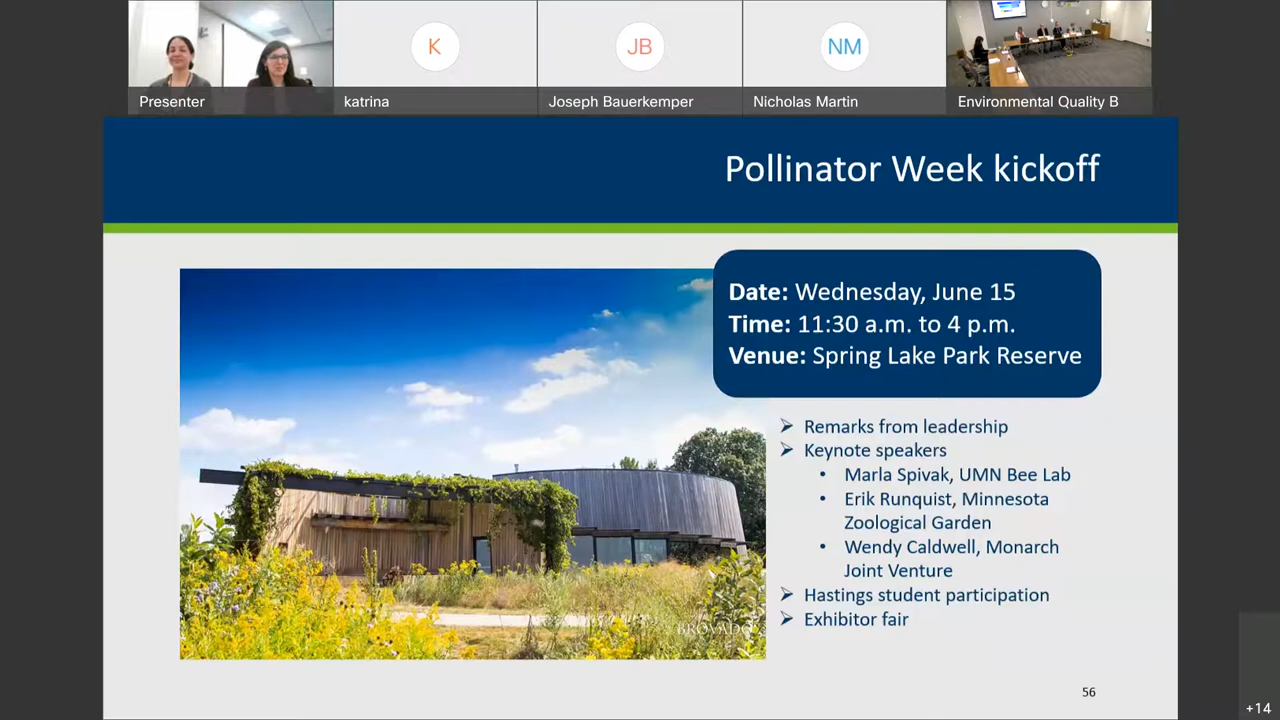 K
JB
NM
Presenter
katrina
Joseph Bauerkemper
Nicholas Martin
Environmental Quality B
Pollinator Week kickoff
Date: Wednesday, June 15
Time: 11:30 a.m. to 4 p.m.
Venue: Spring Lake Park Reserve
Remarks from leadership
Keynote speakers
Marla Spivak, UMN Bee Lab
Erik Runquist, Minnesota
Zoological Garden
Wendy Caldwell, Monarch
Joint Venture
Hastings student participation
Exhibitor fair
BROVADO
56
+14